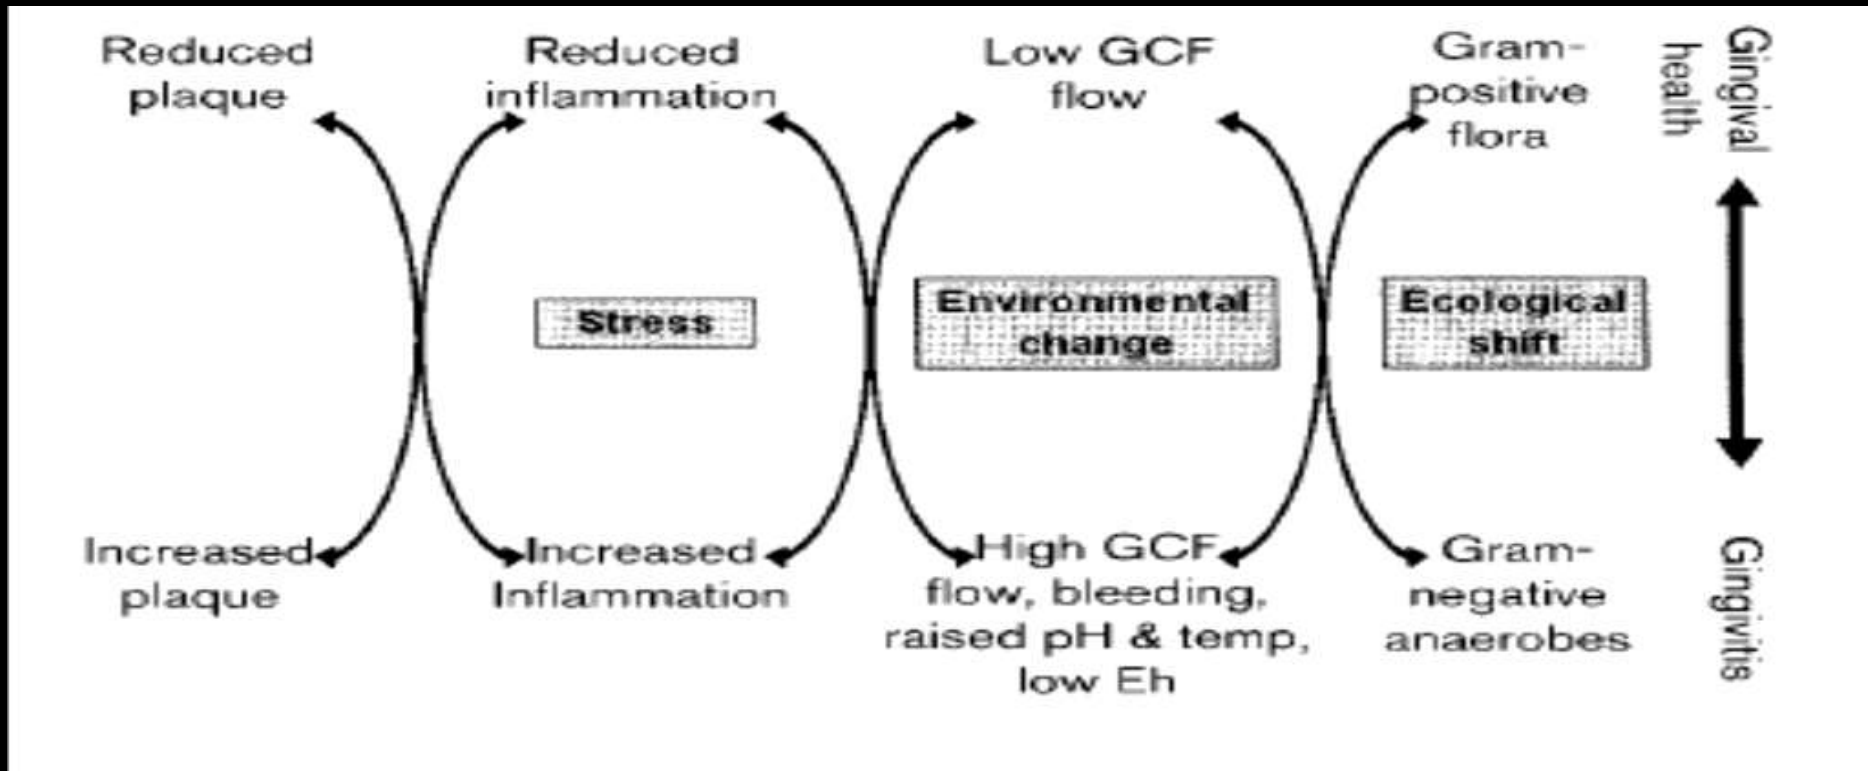 Reduced
plaque
Reduced
inflammation
Low GCF
flow
Gram-
positive
flora
Gingival
health
Stress
Environmental
change
Ecological
shift
Increased
plaque
Increased
Inflammation
High GCF
flow, bleeding,
raised pH & temp,
low Eh
Gram-
negative
anaerobes
Gingivitis